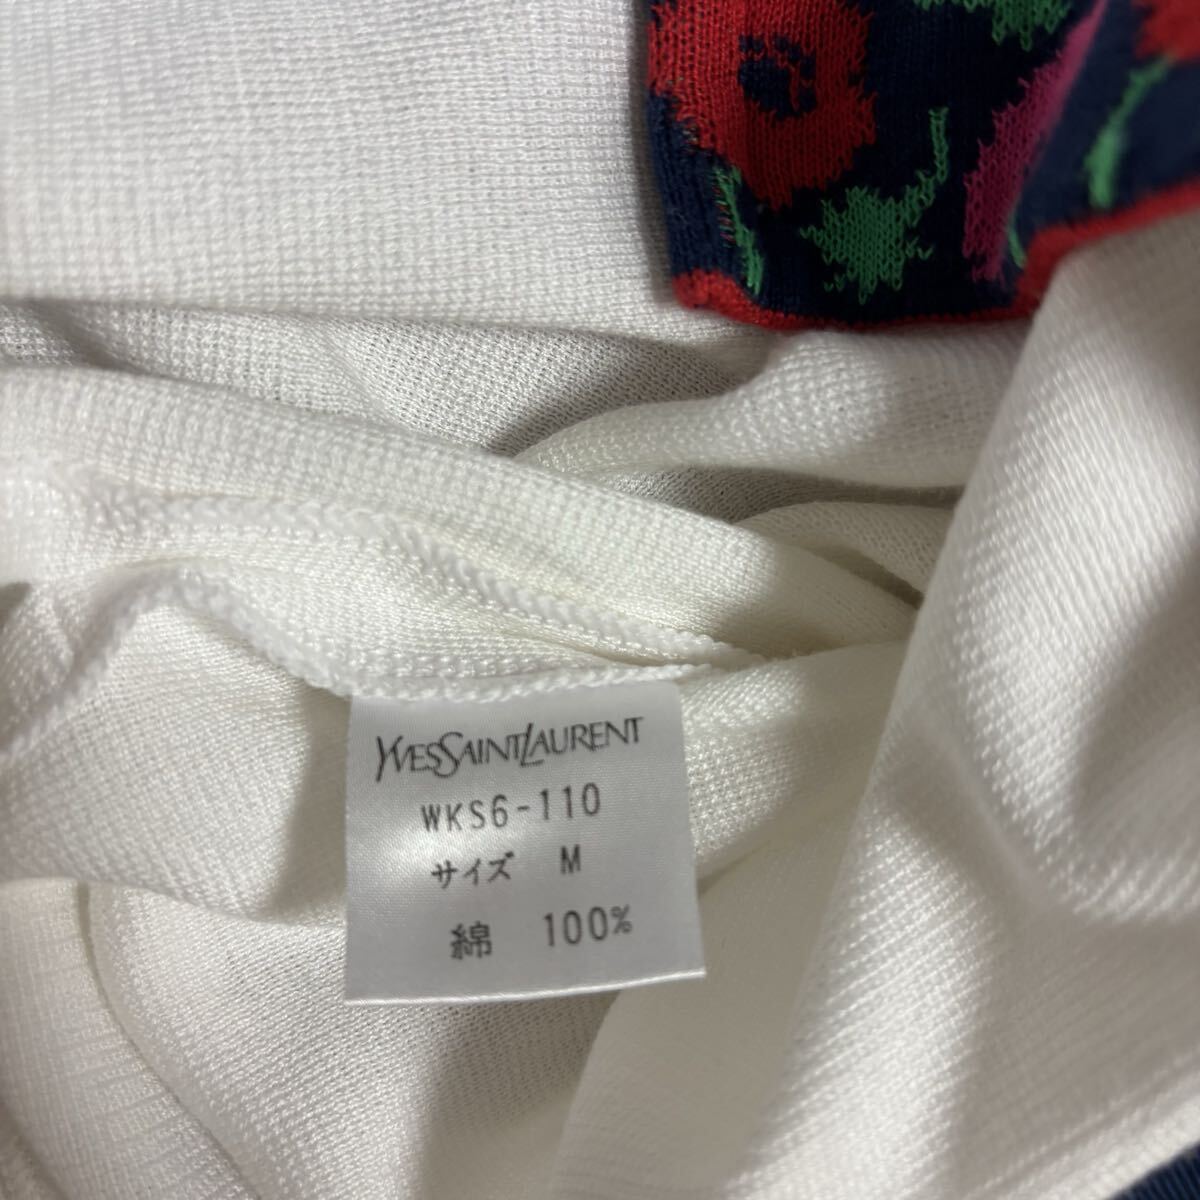 YVESSAINTLAURENT
WKS6-110
サイズ M
綿 100%